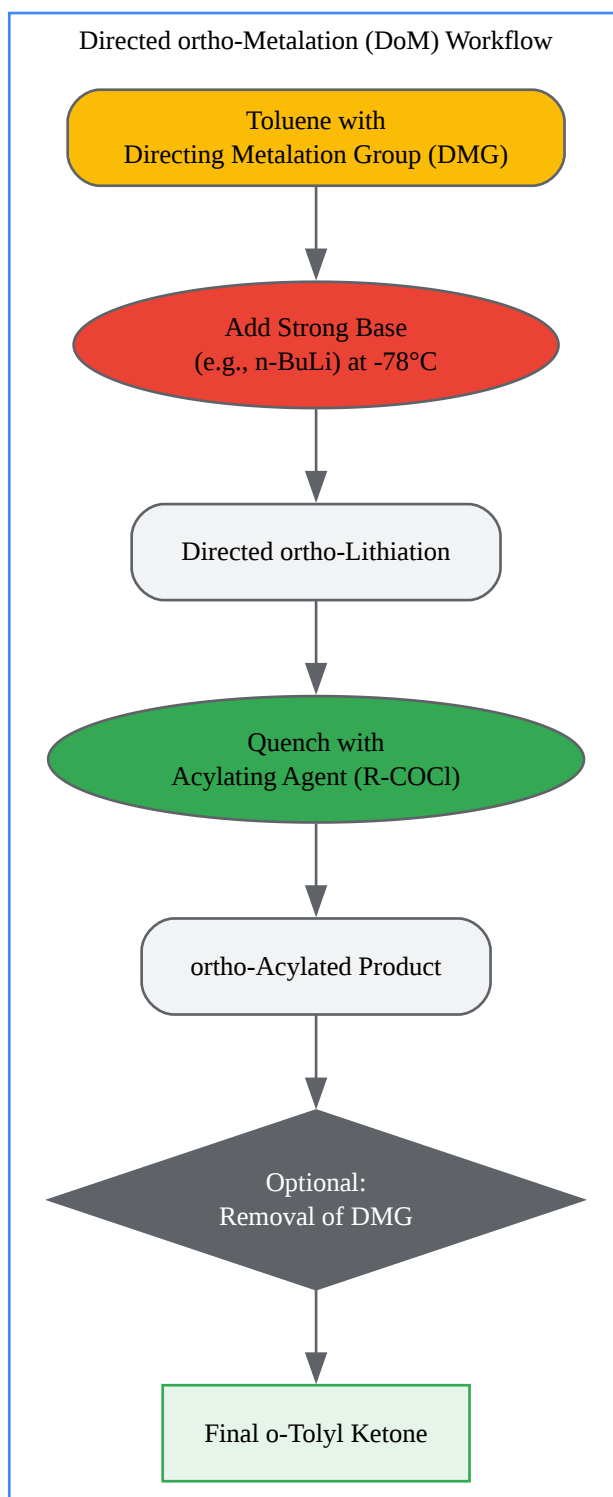 Directed ortho-Metalation (DoM) Workflow
Toluene with
Directing Metalation Group (DMG)
Add Strong Base
(e.g., n-BuLi) at -78°C
Directed ortho-Lithiation
Quench with
Acylating Agent (R-COCl)
ortho-Acylated Product
Optional:
Removal of DMG
Final o-Tolyl Ketone